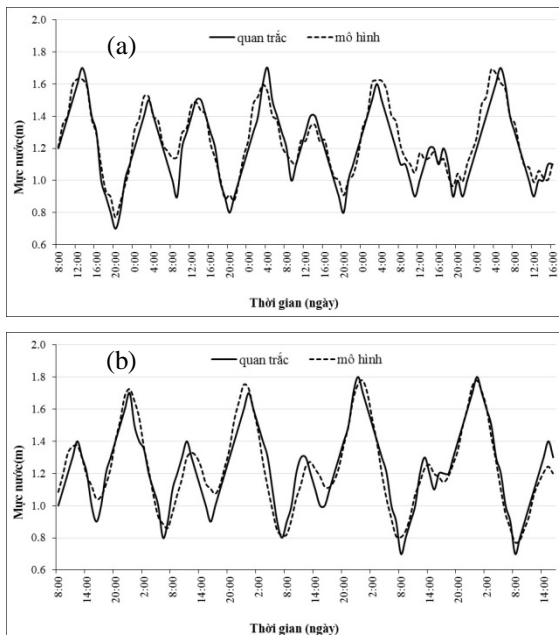 (a)
quan trắc
mô hình
Mực nước(m)
2.0
1.8
1.6
1.4
1.2
1.0
0.8
0.6
8:00 12:00 16:00 20:00 0:00 4:00 8:00 12:00 16:00 20:00 0:00 4:00 8:00 12:00 16:00 20:00 0:00 4:00 8:00 12:00 16:00 20:00 0:00 4:00 8:00 12:00 16:00
Thời gian (ngày)
(b)
quan trắc
mô hình
Mực nước(m)
2.0
1.8
1.6
1.4
1.2
1.0
0.8
0.6
8:00 14:00 20:00 2:00 8:00 14:00 20:00 2:00 8:00 14:00 20:00 2:00 8:00 14:00 20:00 2:00 8:00 14:00
Thời gian (ngày)